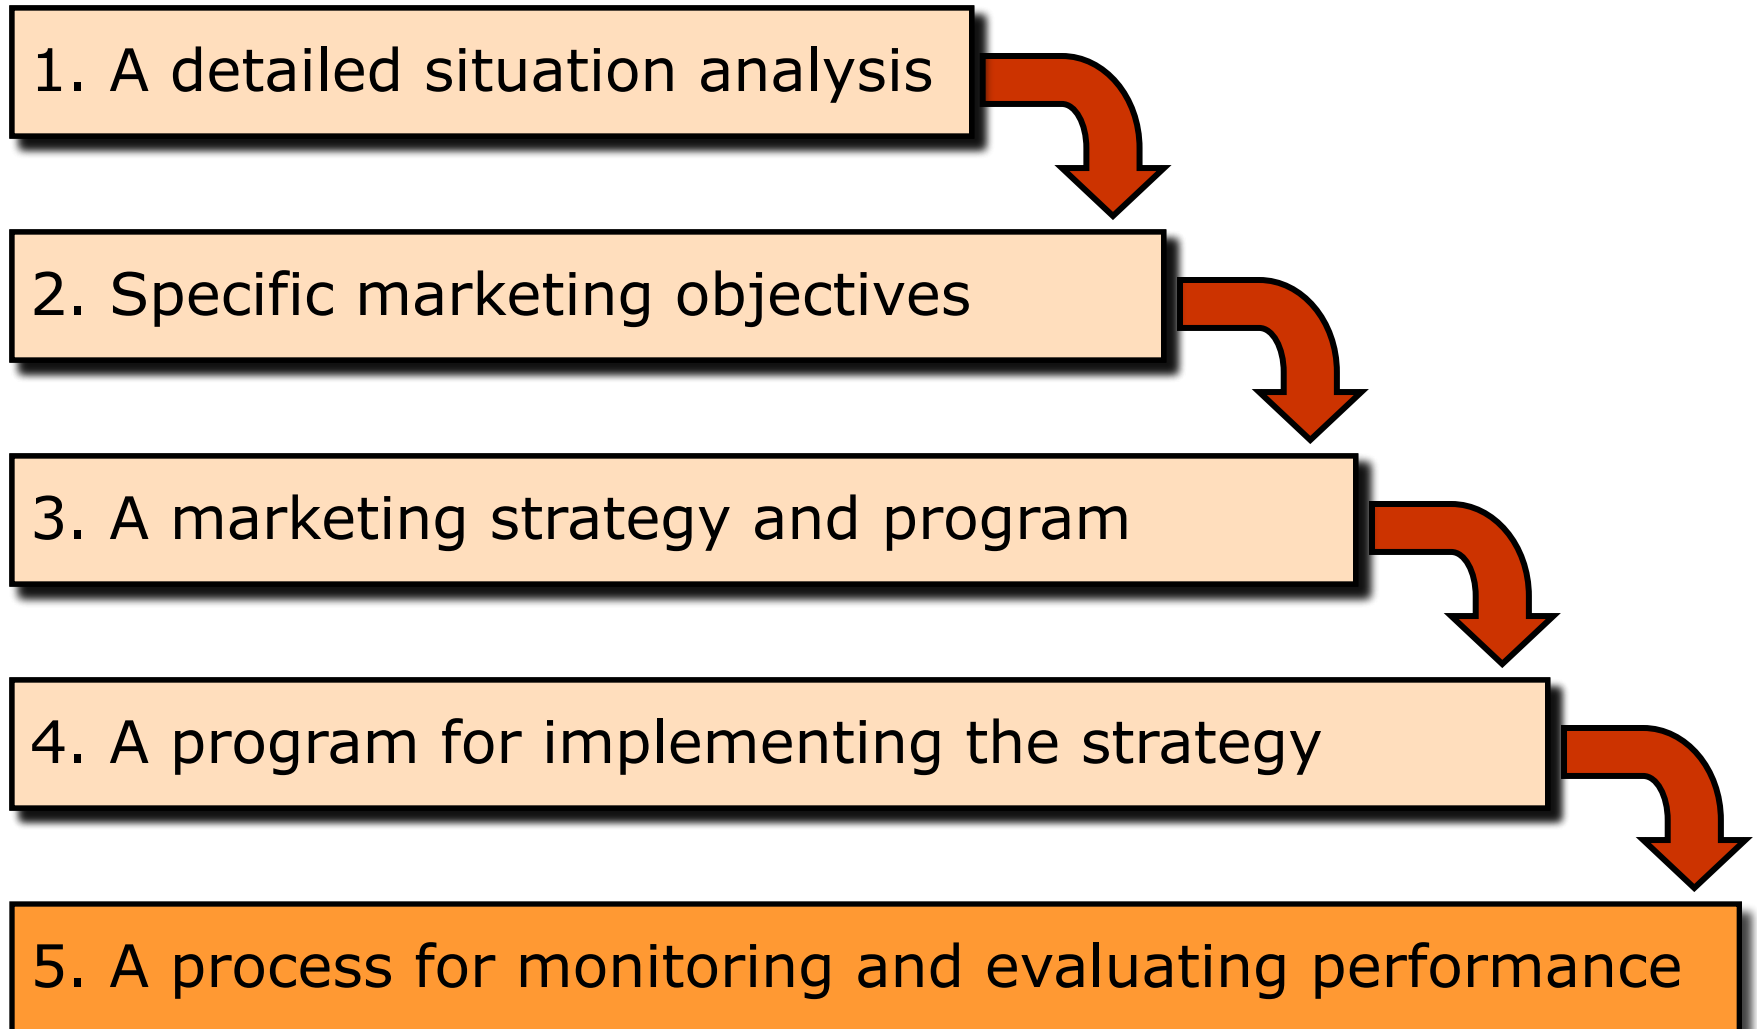 1. A detailed situation analysis
2. Specific marketing objectives
3. A marketing strategy and program
4. A program for implementing the strategy
5. A process for monitoring and evaluating performance